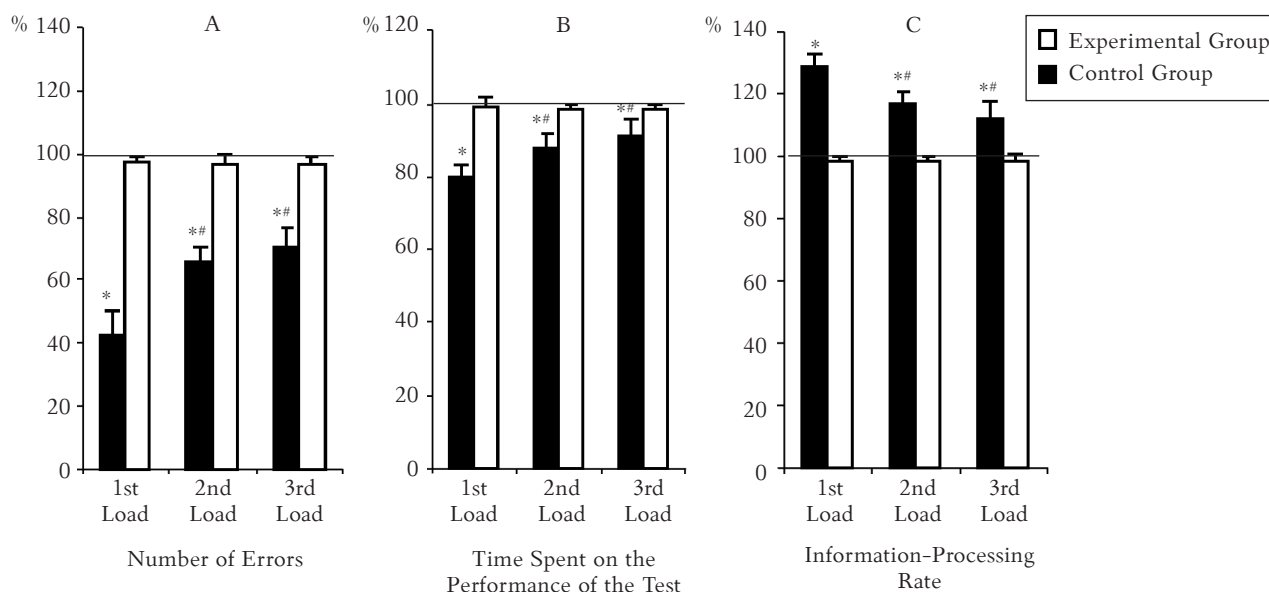 %
A
140
120
100
80
60
40
20
0
*
*#
*#
1st
Load
2nd
Load
3rd
Load
Number of Errors
%
B
120
100
80
60
40
20
0
*
*#
*#
1st
Load
2nd
Load
3rd
Load
Time Spent on the
Performance of the Test
%
C
140
120
100
80
60
40
20
0
*
*#
*#
1st
Load
2nd
Load
3rd
Load
Information-Processing
Rate
Experimental Group
Control Group